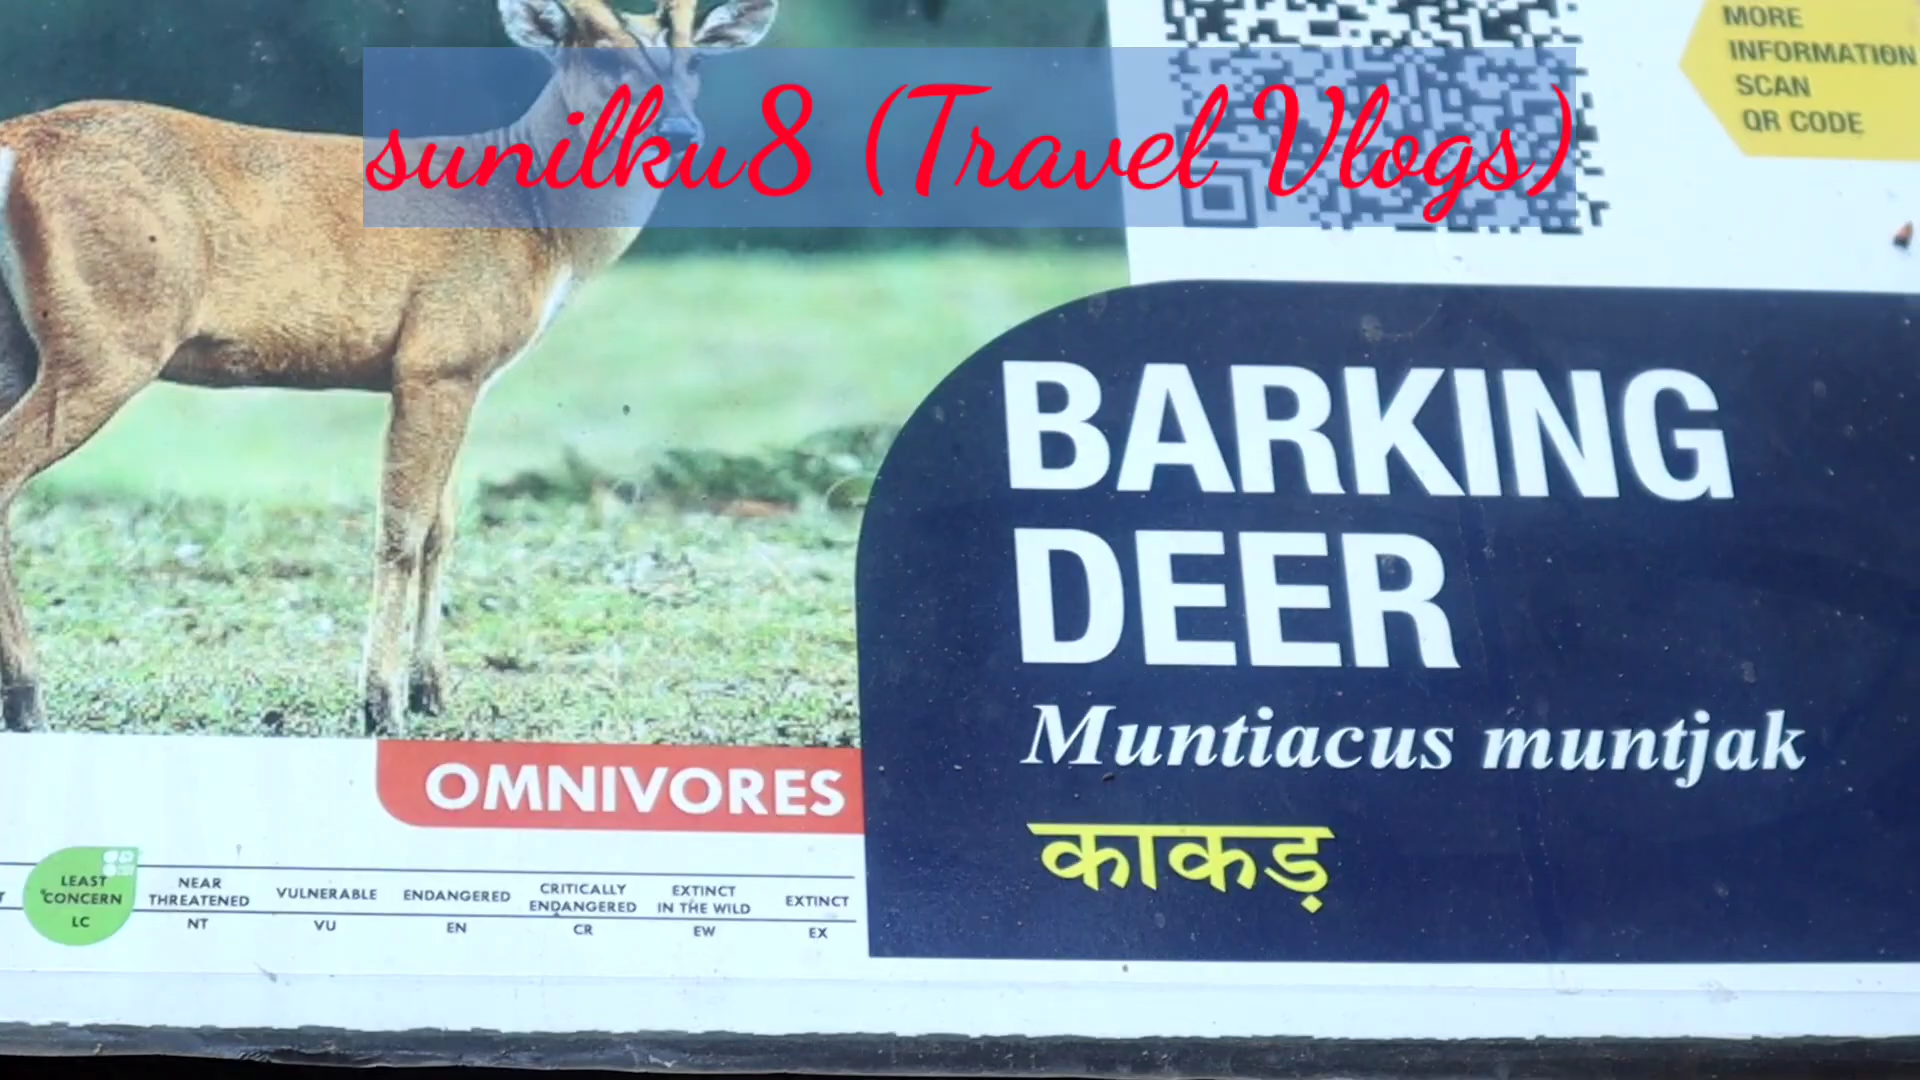 sunilku8 (Travel Vlogs)
MORE
INFORMATION
SCAN
QR CODE
BARKING
DEER
Muntiacus muntjak
काकड़
OMNIVORES
LEAST CONCERN LC
NEAR THREATENED NT
VULNERABLE VU
ENDANGERED EN
CRITICALLY ENDANGERED CR
EXTINCT IN THE WILD EW
EXTINCT EX